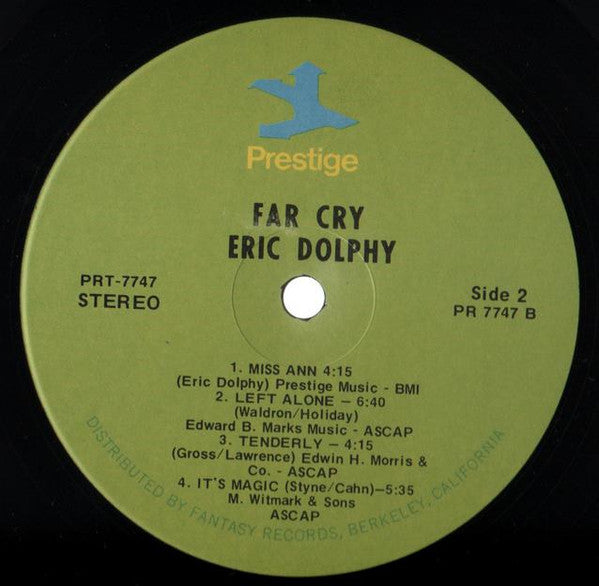 Prestige
FAR CRY
ERIC DOLPHY
PRT-7747
STEREO
Side 2
PR 7747 B
1. MISS ANN 4:15
(Eric Dolphy) Prestige Music - BMI
2. LEFT ALONE – 6:40
(Waldron/Holiday)
Edward B. Marks Music - ASCAP
3. TENDERLY – 4:15
(Gross/Lawrence) Edwin H. Morris &
Co. - ASCAP
4. IT'S MAGIC (Styne/Cahn)–5:35
M. Witmark & Sons
ASCAP
DISTRIBUTED BY FANTASY RECORDS, BERKELEY, CALIFORNIA